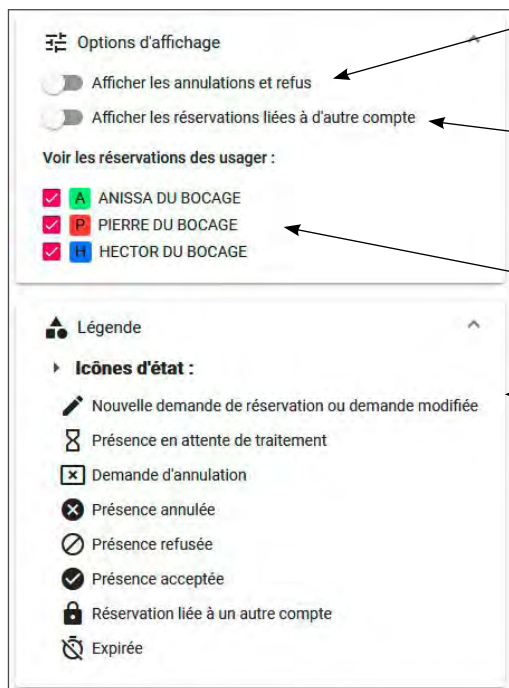 Options d'affichage
Afficher les annulations et refus
Afficher les réservations liées à d'autre compte
Voir les réservations des usager :
A ANISSA DU BOCAGE
P PIERRE DU BOCAGE
H HECTOR DU BOCAGE
Légende
Icônes d'état :
Nouvelle demande de réservation ou demande modifiée
Présence en attente de traitement
Demande d'annulation
Présence annulée
Présence refusée
Présence acceptée
Réservation liée à un autre compte
Expirée